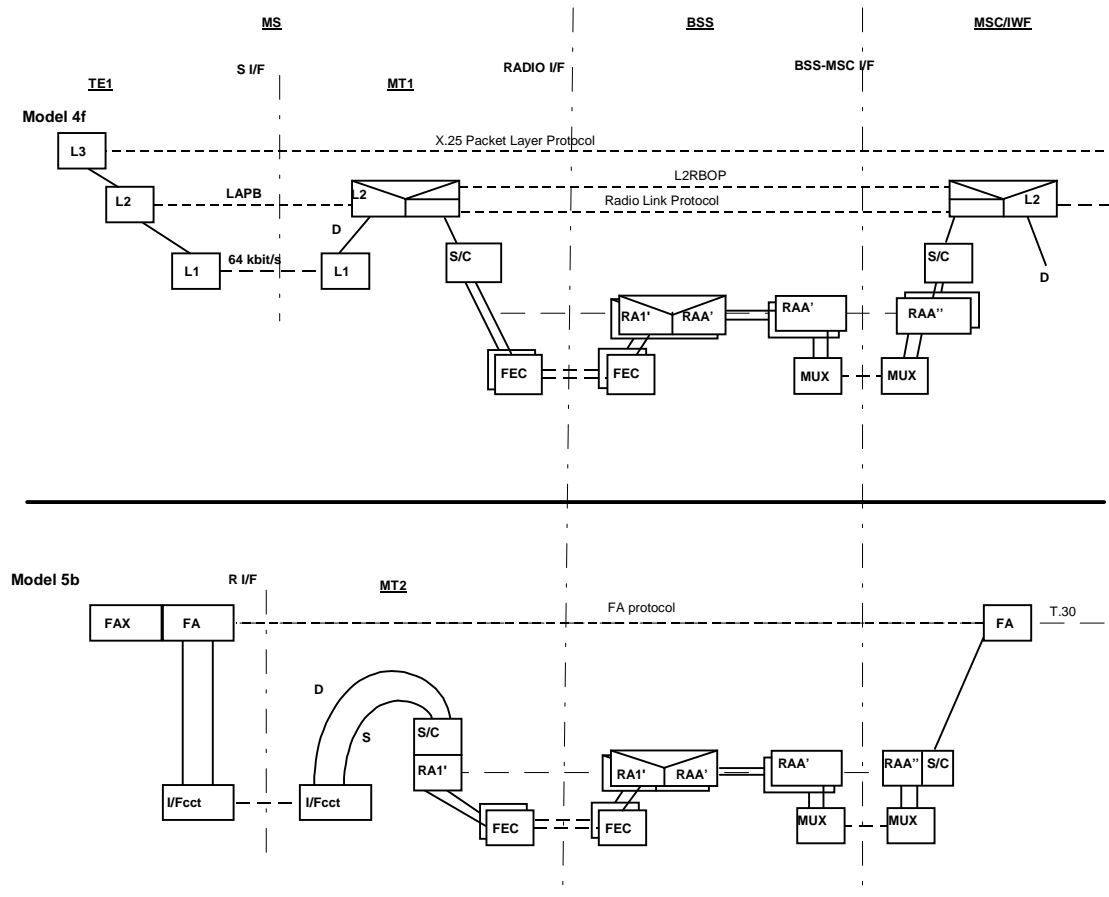 MS
BSS
MSC/IWF
S I/F
RADIO I/F
BSS-MSC I/F
TE1
MT1
Model 4f
X.25 Packet Layer Protocol
L3
L2RBOP
L2
LAPB
L2
Radio Link Protocol
L2
D
S/C
S/C
L1
64 kbit/s
L1
D
RA1'
RAA’
RAA’
RAA’’
FEC
FEC
MUX
MUX
Model 5b
R I/F
MT2
FA protocol
T.30
FAX
FA
FA
D
S
S/C
RA1'
RA1'
RAA’
RAA’
RAA’’
S/C
I/Fcct
I/Fcct
FEC
FEC
MUX
MUX